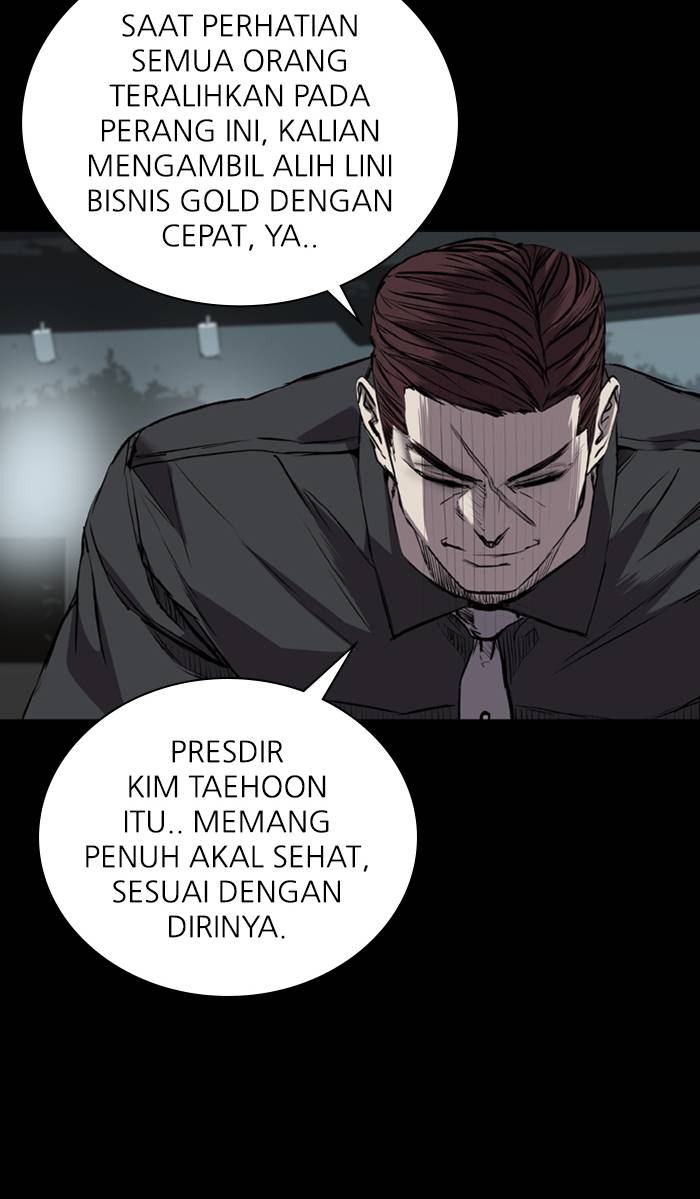 SAAT PERHATIAN
SEMUA ORANG
TERALIHKAN PADA
PERANG INI, KALIAN
MENGAMBIL ALIH LINI
BISNIS GOLD DENGAN
CEPAT, YA..
PRESDIR
KIM TAEHOON
ITU.. MEMANG
PENUH AKAL SEHAT,
SESUAI DENGAN
DIRINYA.